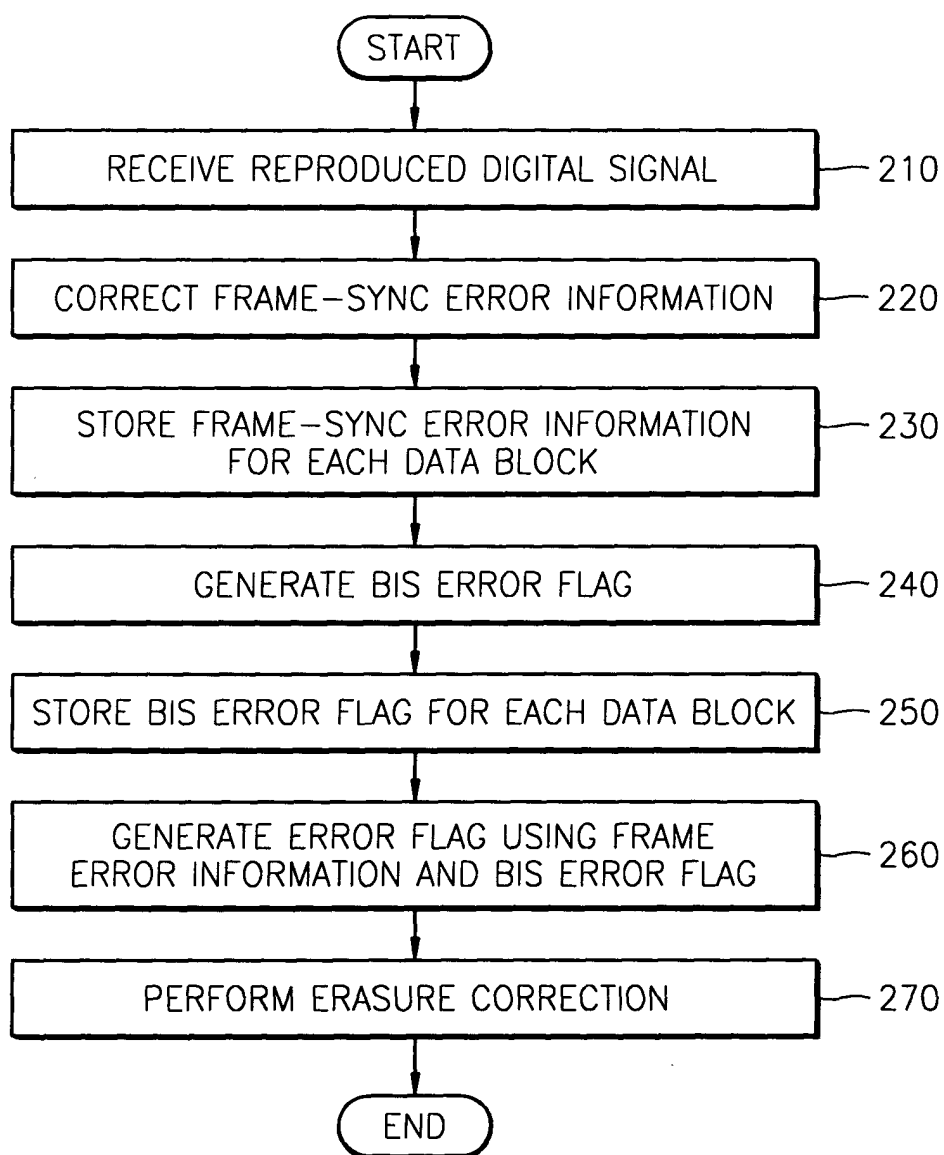 START
RECEIVE REPRODUCED DIGITAL SIGNAL
210
CORRECT FRAME-SYNC ERROR INFORMATION
220
STORE FRAME-SYNC ERROR INFORMATION
FOR EACH DATA BLOCK
230
GENERATE BIS ERROR FLAG
240
STORE BIS ERROR FLAG FOR EACH DATA BLOCK
250
GENERATE ERROR FLAG USING FRAME
ERROR INFORMATION AND BIS ERROR FLAG
260
PERFORM ERASURE CORRECTION
270
END